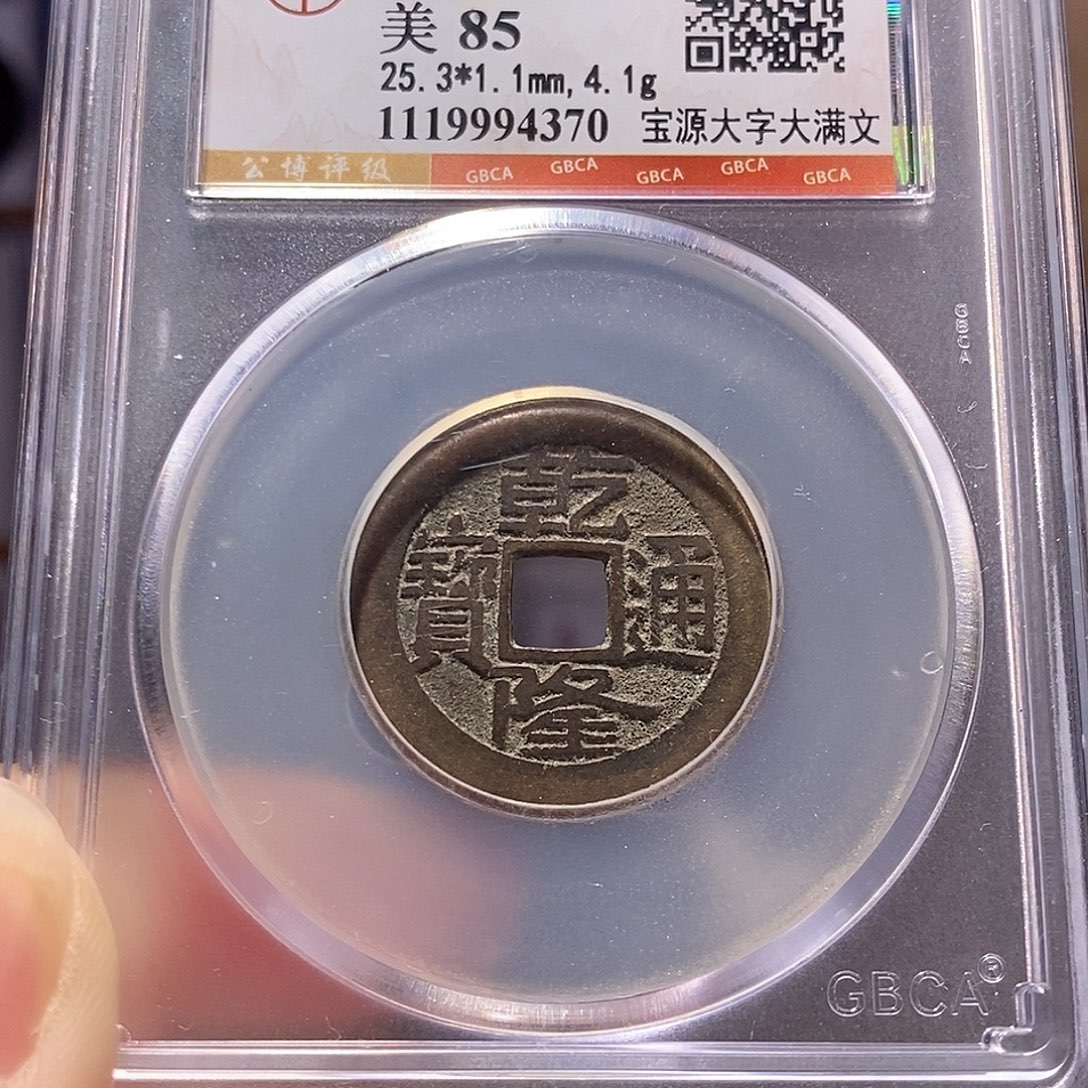 美 85
25.3*1.1mm, 4.1g
1119994370 宝源大字大满文
公博评级 GBCA GBCA GBCA GBCA GBCA
GBCA
乾隆通寶
GBCA®